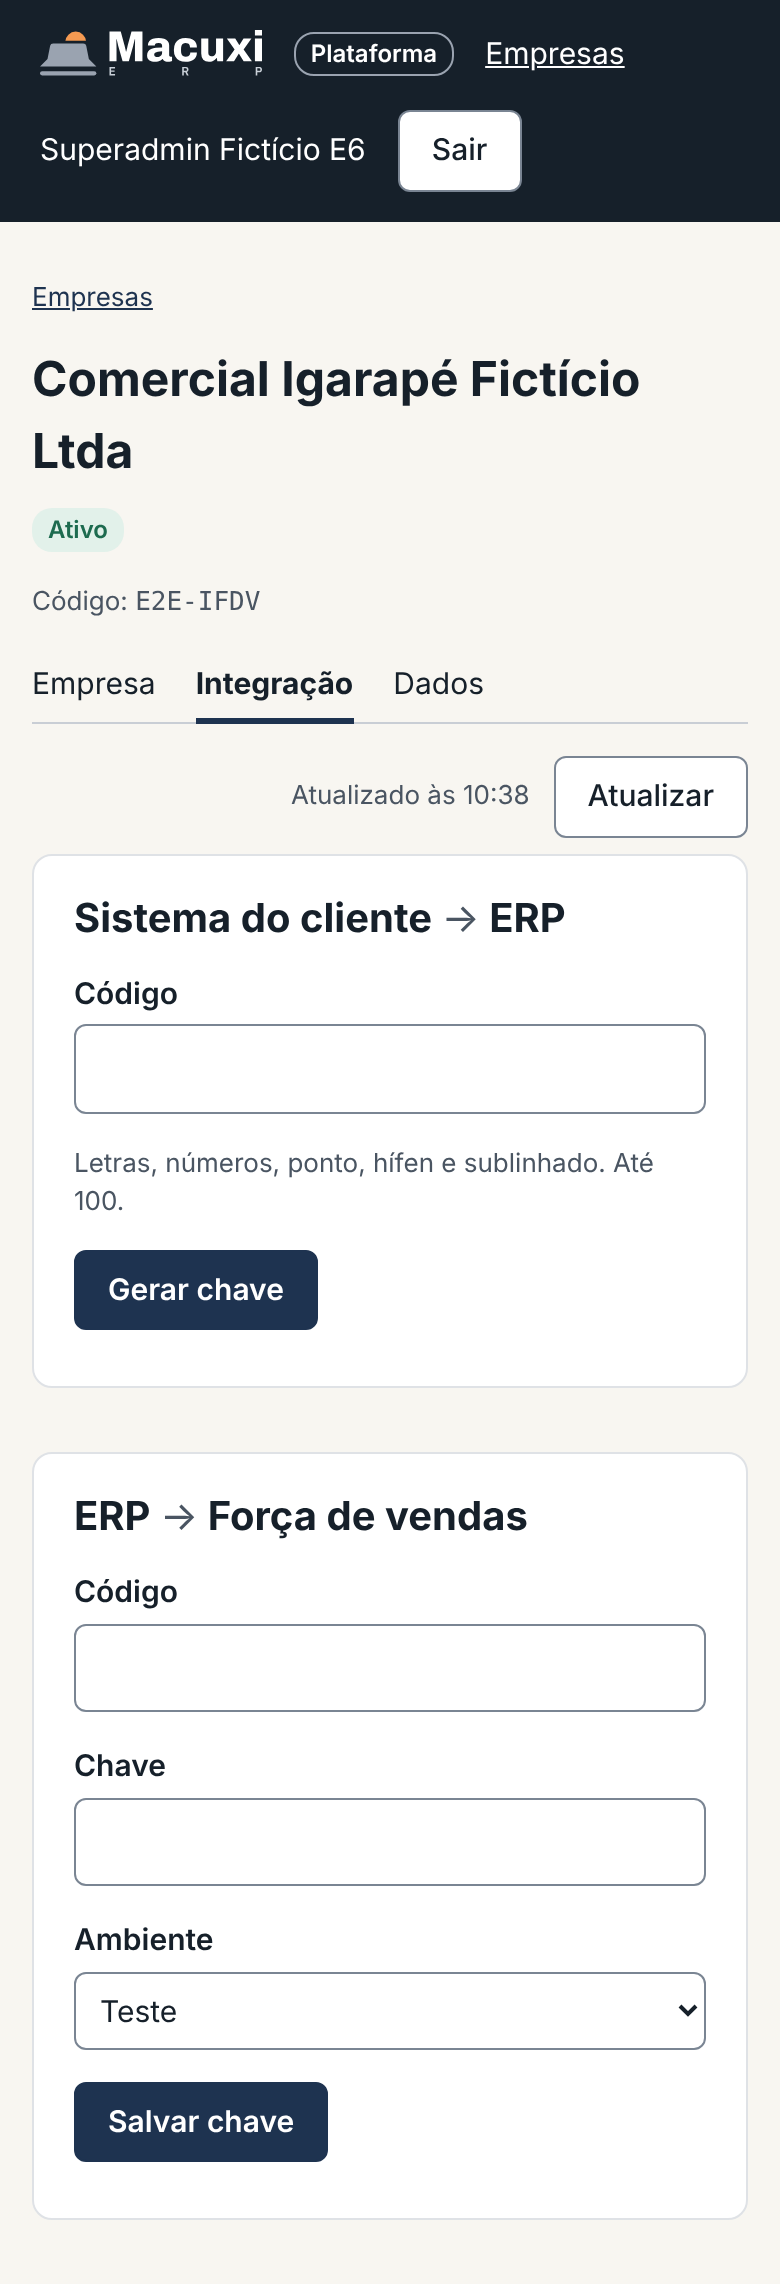 Macuxi
E R P
Plataforma
Empresas
Superadmin Fictício E6
Sair
Empresas
Comercial Igarapé Fictício
Ltda
Ativo
Código: E2E-IFDV
Empresa
Integração
Dados
Atualizado às 10:38
Atualizar
Sistema do cliente → ERP
Código
Letras, números, ponto, hífen e sublinhado. Até
100.
Gerar chave
ERP → Força de vendas
Código
Chave
Ambiente
Teste
Salvar chave